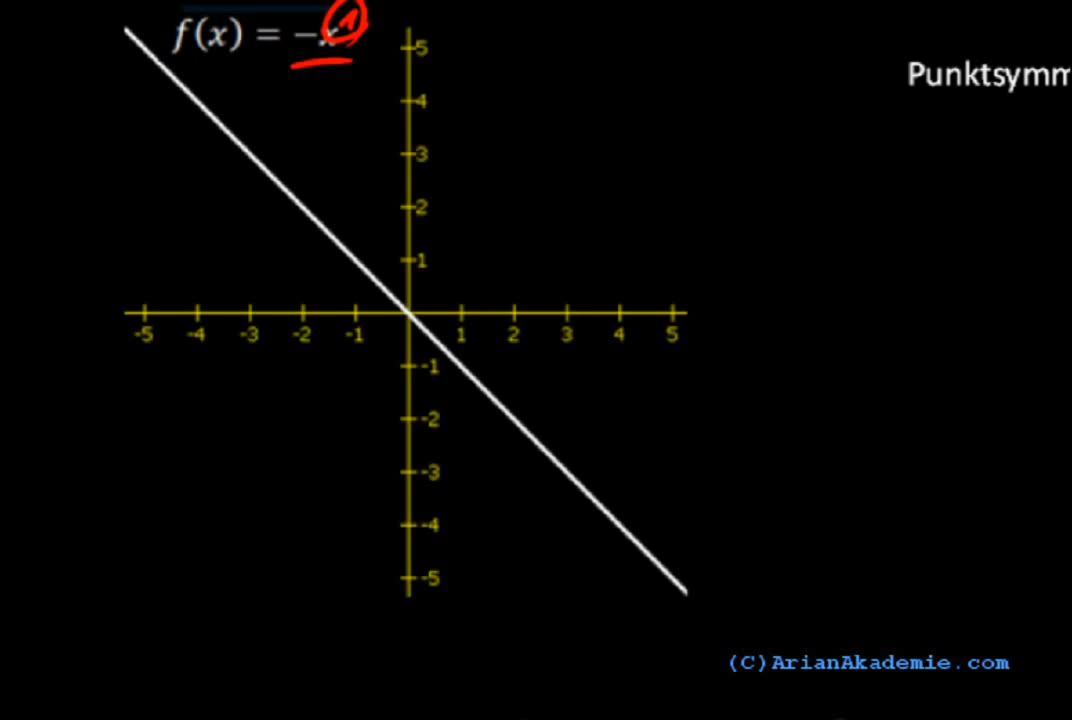 f(x) = −x¹
Punktsymm
5
4
3
2
1
-5 -4 -3 -2 -1 1 2 3 4 5
-1
-2
-3
-4
-5
(C)ArianAkademie.com